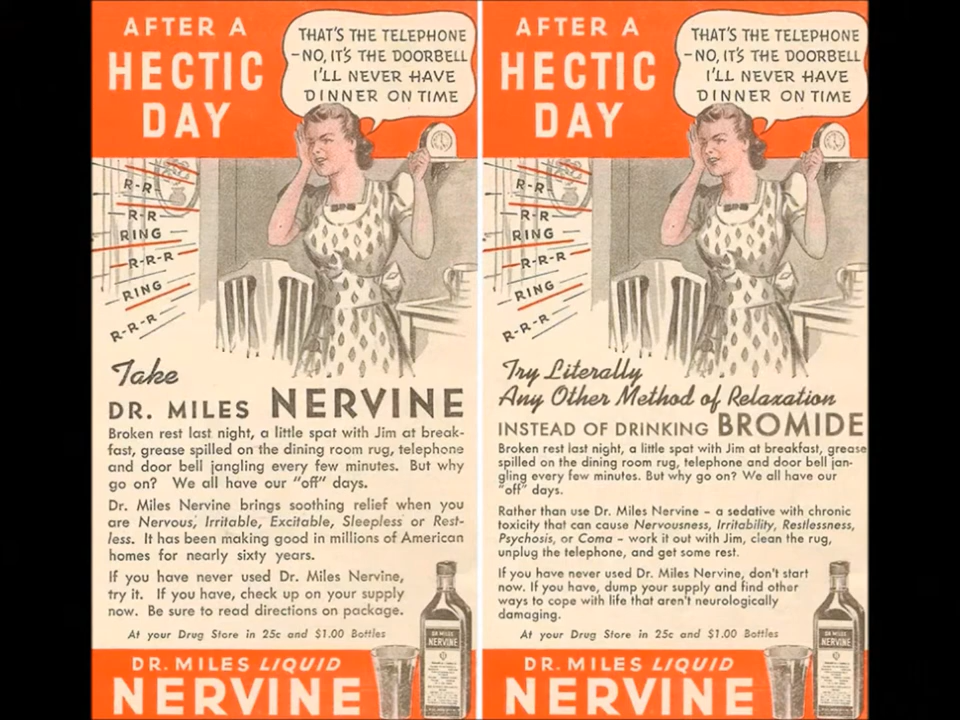 AFTER A
HECTIC
DAY
THAT'S THE TELEPHONE
-NO, IT'S THE DOORBELL
I'LL NEVER HAVE
DINNER ON TIME
R-R
R-R
RING
R-R-R
RING
R-R-R
Take
DR. MILES NERVINE
Broken rest last night, a little spat with Jim at break-
fast, grease spilled on the dining room rug, telephone
and door bell jangling every few minutes. But why
go on? We all have our "off" days.
Dr. Miles Nervine brings soothing relief when you
are Nervous, Irritable, Excitable, Sleepless or Rest-
less. It has been making good in millions of American
homes for nearly sixty years.
If you have never used Dr. Miles Nervine,
try it. If you have, check up on your supply
now. Be sure to read directions on package.
At your Drug Store in 25c and $1.00 Bottles
DR. MILES
NERVINE
DR. MILES LIQUID
NERVINE
AFTER A
HECTIC
DAY
THAT'S THE TELEPHONE
-NO, IT'S THE DOORBELL
I'LL NEVER HAVE
DINNER ON TIME
R-R
R-R
RING
R-R-R
RING
R-R-R
Try Literally
Any Other Method of Relaxation
INSTEAD OF DRINKING BROMIDE
Broken rest last night, a little spat with Jim at breakfast, grease
spilled on the dining room rug, telephone and door bell jan-
gling every few minutes. But why go on? We all have our
"off" days.
Rather than use Dr. Miles Nervine – a sedative with chronic
toxicity that can cause Nervousness, Irritability, Restlessness,
Psychosis, or Coma – work it out with Jim, clean the rug,
unplug the telephone, and get some rest.
If you have never used Dr. Miles Nervine, don't start
now. If you have, dump your supply and find other
ways to cope with life that aren't neurologically
damaging.
At your Drug Store in 25c and $1.00 Bottles
DR. MILES
NERVINE
DR. MILES LIQUID
NERVINE